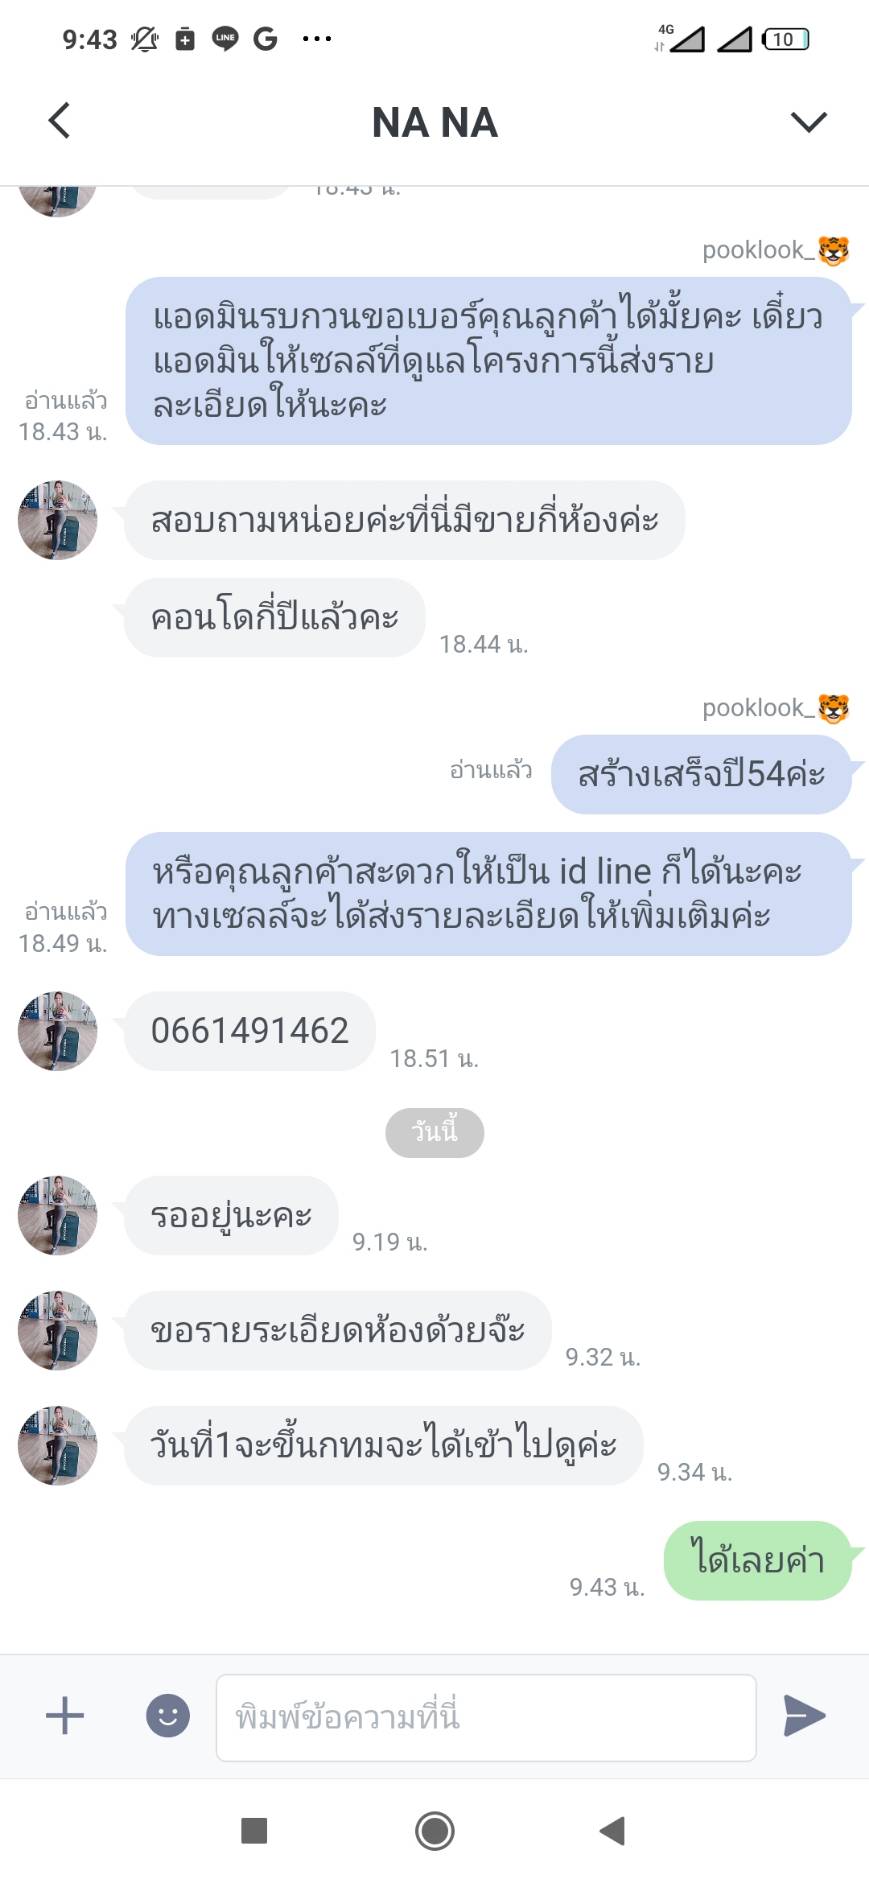 9:43
LINE
G
4G
10
NA NA
18.43 น.
pooklook_🐯
แอดมินรบกวนขอเบอร์คุณลูกค้าได้มั้ยคะ เดี๋ยว
แอดมินให้เซลล์ที่ดูแลโครงการนี้ส่งราย
ละเอียดให้นะคะ
อ่านแล้ว
18.43 น.
สอบถามหน่อยค่ะที่นี่มีขายกี่ห้องค่ะ
คอนโดกี่ปีแล้วคะ
18.44 น.
pooklook_🐯
อ่านแล้ว
สร้างเสร็จปี54ค่ะ
หรือคุณลูกค้าสะดวกให้เป็น id line ก็ได้นะคะ
ทางเซลล์จะได้ส่งรายละเอียดให้เพิ่มเติมค่ะ
อ่านแล้ว
18.49 น.
0661491462
18.51 น.
วันนี้
รออยู่นะคะ
9.19 น.
ขอรายระเอียดห้องด้วยจ๊ะ
9.32 น.
วันที่1จะขึ้นกทมจะได้เข้าไปดูค่ะ
9.34 น.
ได้เลยค่า
9.43 น.
พิมพ์ข้อความที่นี่